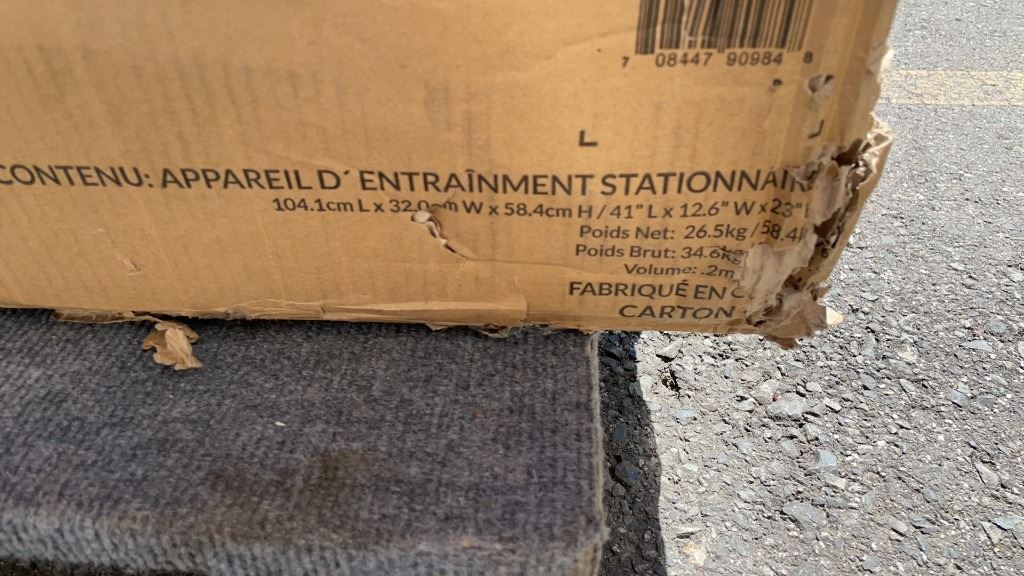 7 08447 90984 8
L
CONTENU: APPAREIL D´ ENTRAÎNMENT STATIONNAIR
104.1cm L x 32.0cm W x 58.4cm H / 41" L x 12.6" W x 23"
Poids Net: 26.5kg / 58.4
Poids Brut: 34.6kg
Volume: .2m
FABRIQUÉ EN
CARTON